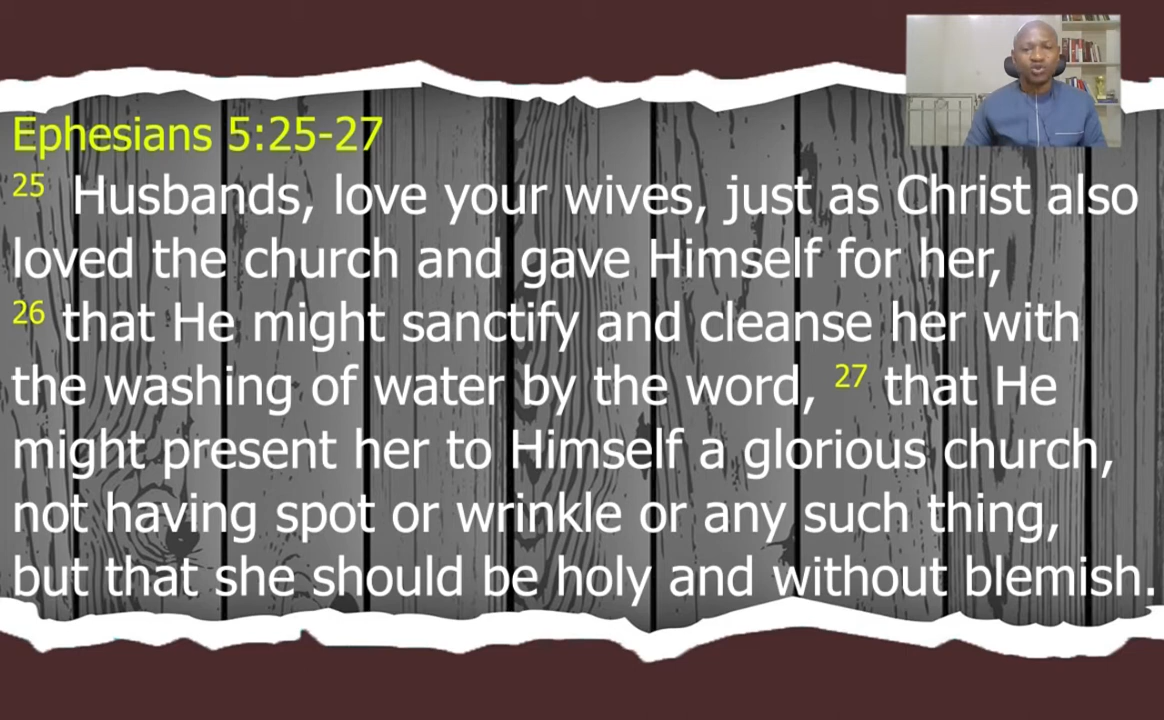 Ephesians 5:25-27
25 Husbands, love your wives, just as Christ also
loved the church and gave Himself for her,
26 that He might sanctify and cleanse her with
the washing of water by the word, 27 that He
might present her to Himself a glorious church,
not having spot or wrinkle or any such thing,
but that she should be holy and without blemish.